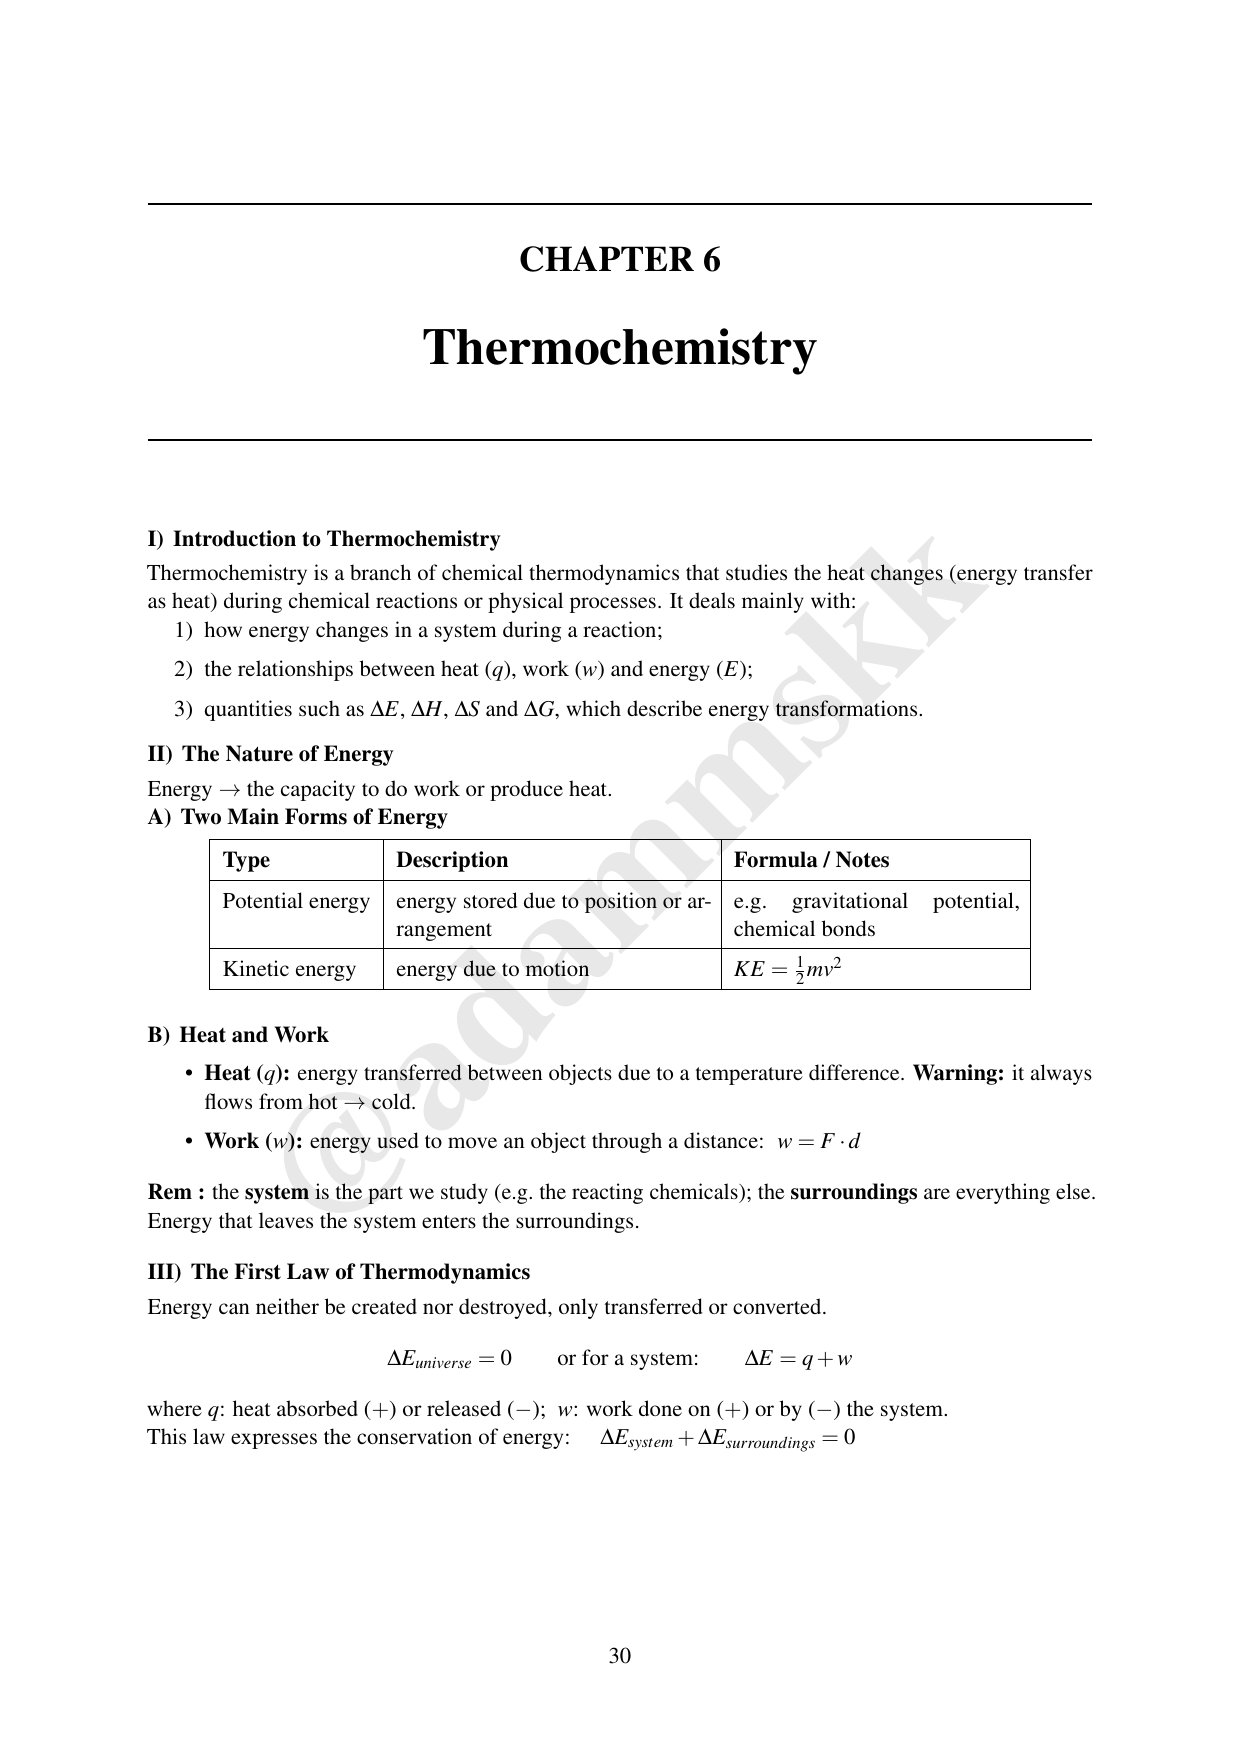 CHAPTER 6
Thermochemistry
I) Introduction to Thermochemistry
Thermochemistry is a branch of chemical thermodynamics that studies the heat changes (energy transfer
as heat) during chemical reactions or physical processes. It deals mainly with:
1) how energy changes in a system during a reaction;
2) the relationships between heat (q), work (w) and energy (E);
3) quantities such as ΔE, ΔH, ΔS and ΔG, which describe energy transformations.
II) The Nature of Energy
Energy → the capacity to do work or produce heat.
A) Two Main Forms of Energy
Type Description Formula / Notes
Potential energy energy stored due to position or ar- e.g. gravitational potential,
rangement chemical bonds
Kinetic energy energy due to motion KE = ½mv²
B) Heat and Work
• Heat (q): energy transferred between objects due to a temperature difference. Warning: it always
flows from hot → cold.
• Work (w): energy used to move an object through a distance: w = F · d
Rem : the system is the part we study (e.g. the reacting chemicals); the surroundings are everything else.
Energy that leaves the system enters the surroundings.
III) The First Law of Thermodynamics
Energy can neither be created nor destroyed, only transferred or converted.
ΔE_universe = 0 or for a system: ΔE = q + w
where q: heat absorbed (+) or released (−); w: work done on (+) or by (−) the system.
This law expresses the conservation of energy: ΔE_system + ΔE_surroundings = 0
30
@adammskk